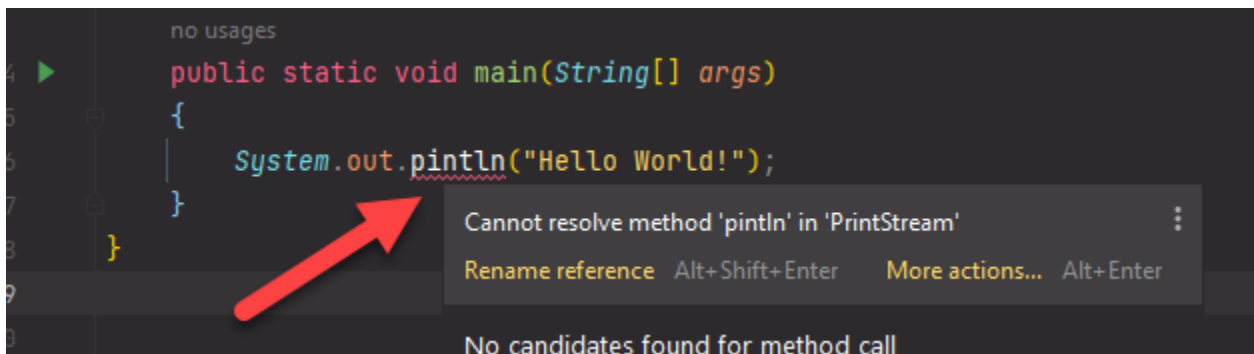 no usages
4 public static void main(String[] args)
5 {
6 System.out.pintln("Hello World!");
7 }
8 }
9
Cannot resolve method 'pintln' in 'PrintStream'
Rename reference Alt+Shift+Enter More actions... Alt+Enter
No candidates found for method call